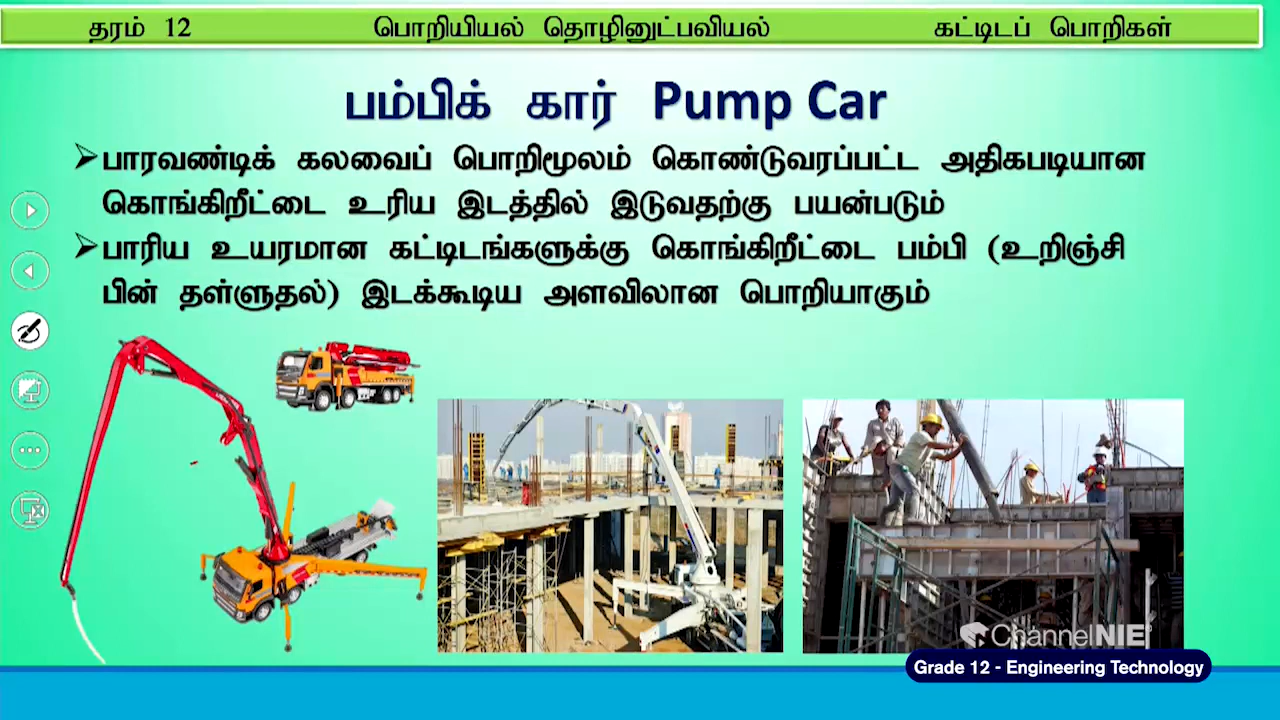 தரம் 12 பொறியியல் தொழினுட்பவியல் கட்டிடப் பொறிகள்
பம்பிக் கார் Pump Car
பாரவண்டிக் கலவைப் பொறிமூலம் கொண்டுவரப்பட்ட அதிகபடியான
கொங்கிறீட்டை உரிய இடத்தில் இடுவதற்கு பயன்படும்
பாரிய உயரமான கட்டிடங்களுக்கு கொங்கிறீட்டை பம்பி (உறிஞ்சி
பின் தள்ளுதல்) இடக்கூடிய அளவிலான பொறியாகும்
ChannelNIE
Grade 12 - Engineering Technology